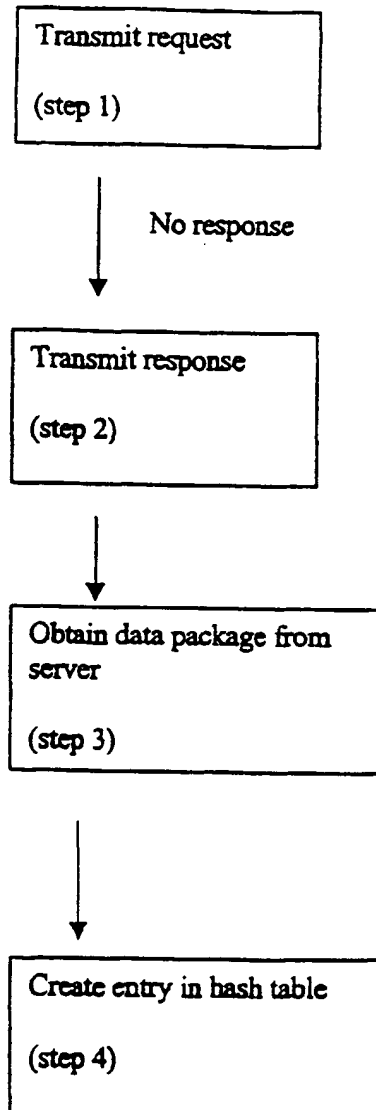 Transmit request
(step 1)
No response
Transmit response
(step 2)
Obtain data package from
server
(step 3)
Create entry in hash table
(step 4)